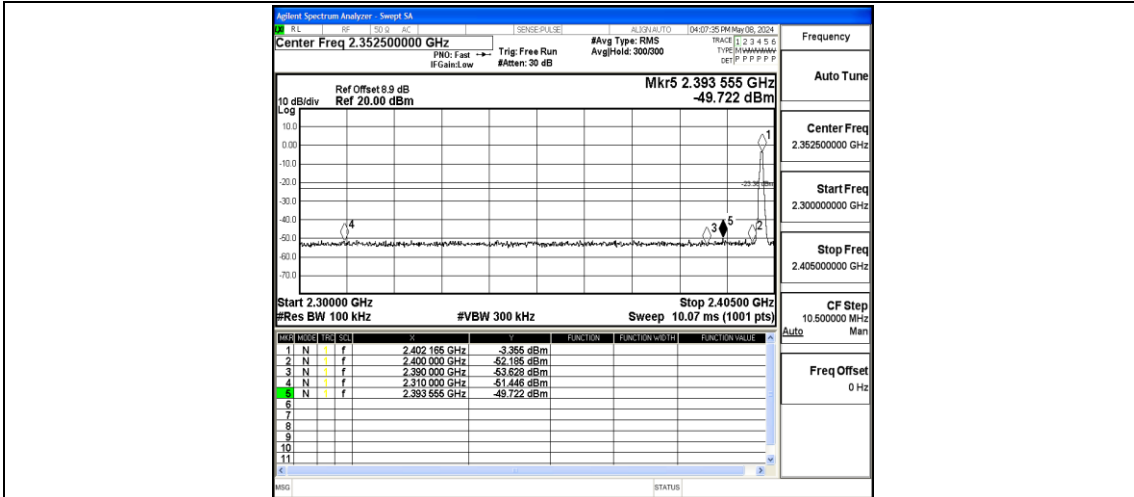 Agilent Spectrum Analyzer - Swept SA
RL RF 50 Ω AC SENSE:PULSE ALIGN AUTO 04:07:35 PM May 08, 2024
Center Freq 2.352500000 GHz
PNO: Fast
IFGain:Low
Trig: Free Run
#Atten: 30 dB
#Avg Type: RMS
Avg|Hold: 300/300
TRACE 1 2 3 4 5 6
TYPE M
DET P P P P P P
Ref Offset 8.9 dB
10 dB/div Ref 20.00 dBm
Log
Mkr5 2.393 555 GHz
-49.722 dBm
10.0
0.00
-10.0
-20.0
-30.0
-40.0
-50.0
-60.0
-70.0
1
2
3
4
5
Start 2.30000 GHz Stop 2.40500 GHz
#Res BW 100 kHz #VBW 300 kHz Sweep 10.07 ms (1001 pts)
MKR MODE TRC SCL X Y FUNCTION FUNCTION WIDTH FUNCTION VALUE
1 N 1 f 2.402 165 GHz -3.355 dBm
2 N 1 f 2.400 000 GHz -52.185 dBm
3 N 1 f 2.390 000 GHz -53.628 dBm
4 N 1 f 2.310 000 GHz -51.446 dBm
5 N 1 f 2.393 555 GHz -49.722 dBm
6
7
8
9
10
11
MSG STATUS
Frequency
Auto Tune
Center Freq
2.352500000 GHz
Start Freq
2.300000000 GHz
Stop Freq
2.405000000 GHz
CF Step
10.500000 MHz
Auto Man
Freq Offset
0 Hz